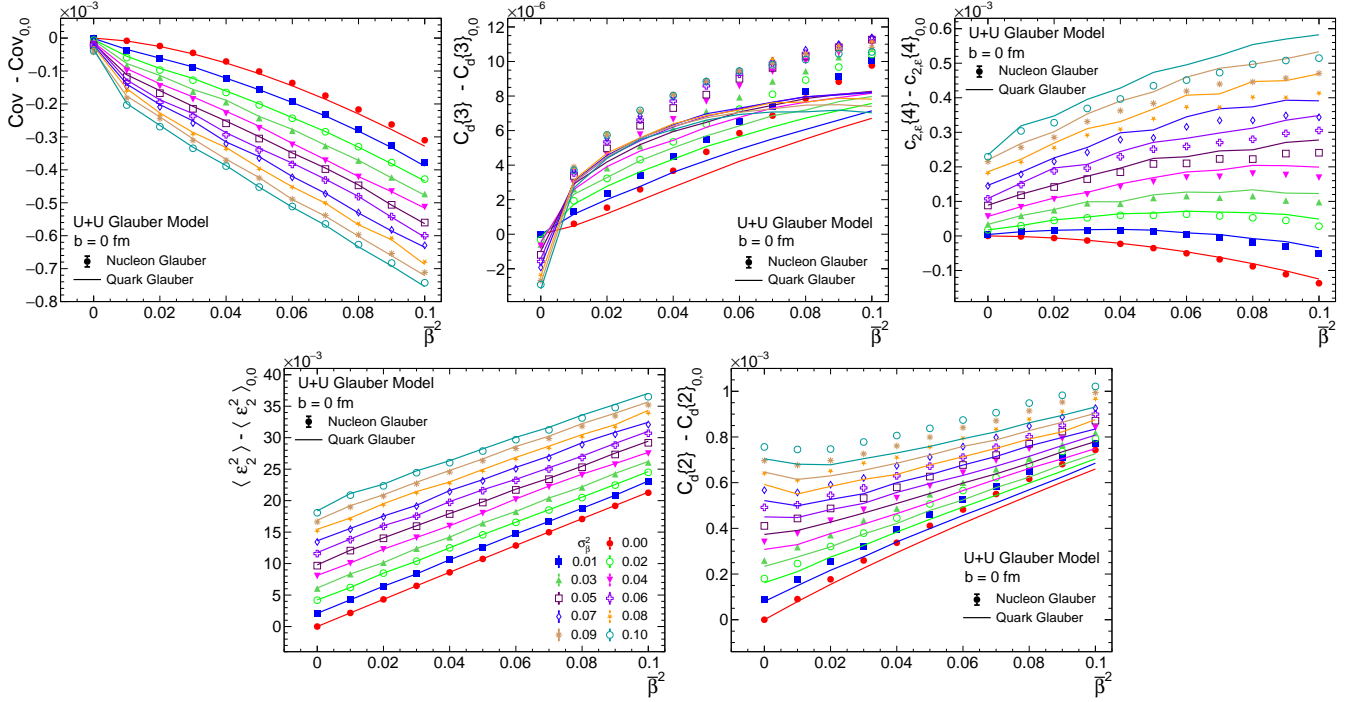 ×10⁻³
Cov - Cov₀,₀
0
−0.1
−0.2
−0.3
−0.4
−0.5
−0.6
−0.7
−0.8
U+U Glauber Model
b = 0 fm
Nucleon Glauber
Quark Glauber
0 0.02 0.04 0.06 0.08 0.1
β̅²
×10⁻⁶
C_d{3} - C_d{3}₀,₀
12
10
8
6
4
2
0
−2
U+U Glauber Model
b = 0 fm
Nucleon Glauber
Quark Glauber
0 0.02 0.04 0.06 0.08 0.1
β̅²
×10⁻³
c₂,ε{4} - c₂,ε{4}₀,₀
0.6
0.5
0.4
0.3
0.2
0.1
0
−0.1
U+U Glauber Model
b = 0 fm
Nucleon Glauber
Quark Glauber
0 0.02 0.04 0.06 0.08 0.1
β̅²
×10⁻³
⟨ ε₂² ⟩ - ⟨ ε₂² ⟩₀,₀
40
35
30
25
20
15
10
5
0
U+U Glauber Model
b = 0 fm
Nucleon Glauber
Quark Glauber
σ_β² 0.00
0.01 0.02
0.03 0.04
0.05 0.06
0.07 0.08
0.09 0.10
0 0.02 0.04 0.06 0.08 0.1
β̅²
×10⁻³
C_d{2} - C_d{2}₀,₀
1
0.8
0.6
0.4
0.2
0
U+U Glauber Model
b = 0 fm
Nucleon Glauber
Quark Glauber
0 0.02 0.04 0.06 0.08 0.1
β̅²